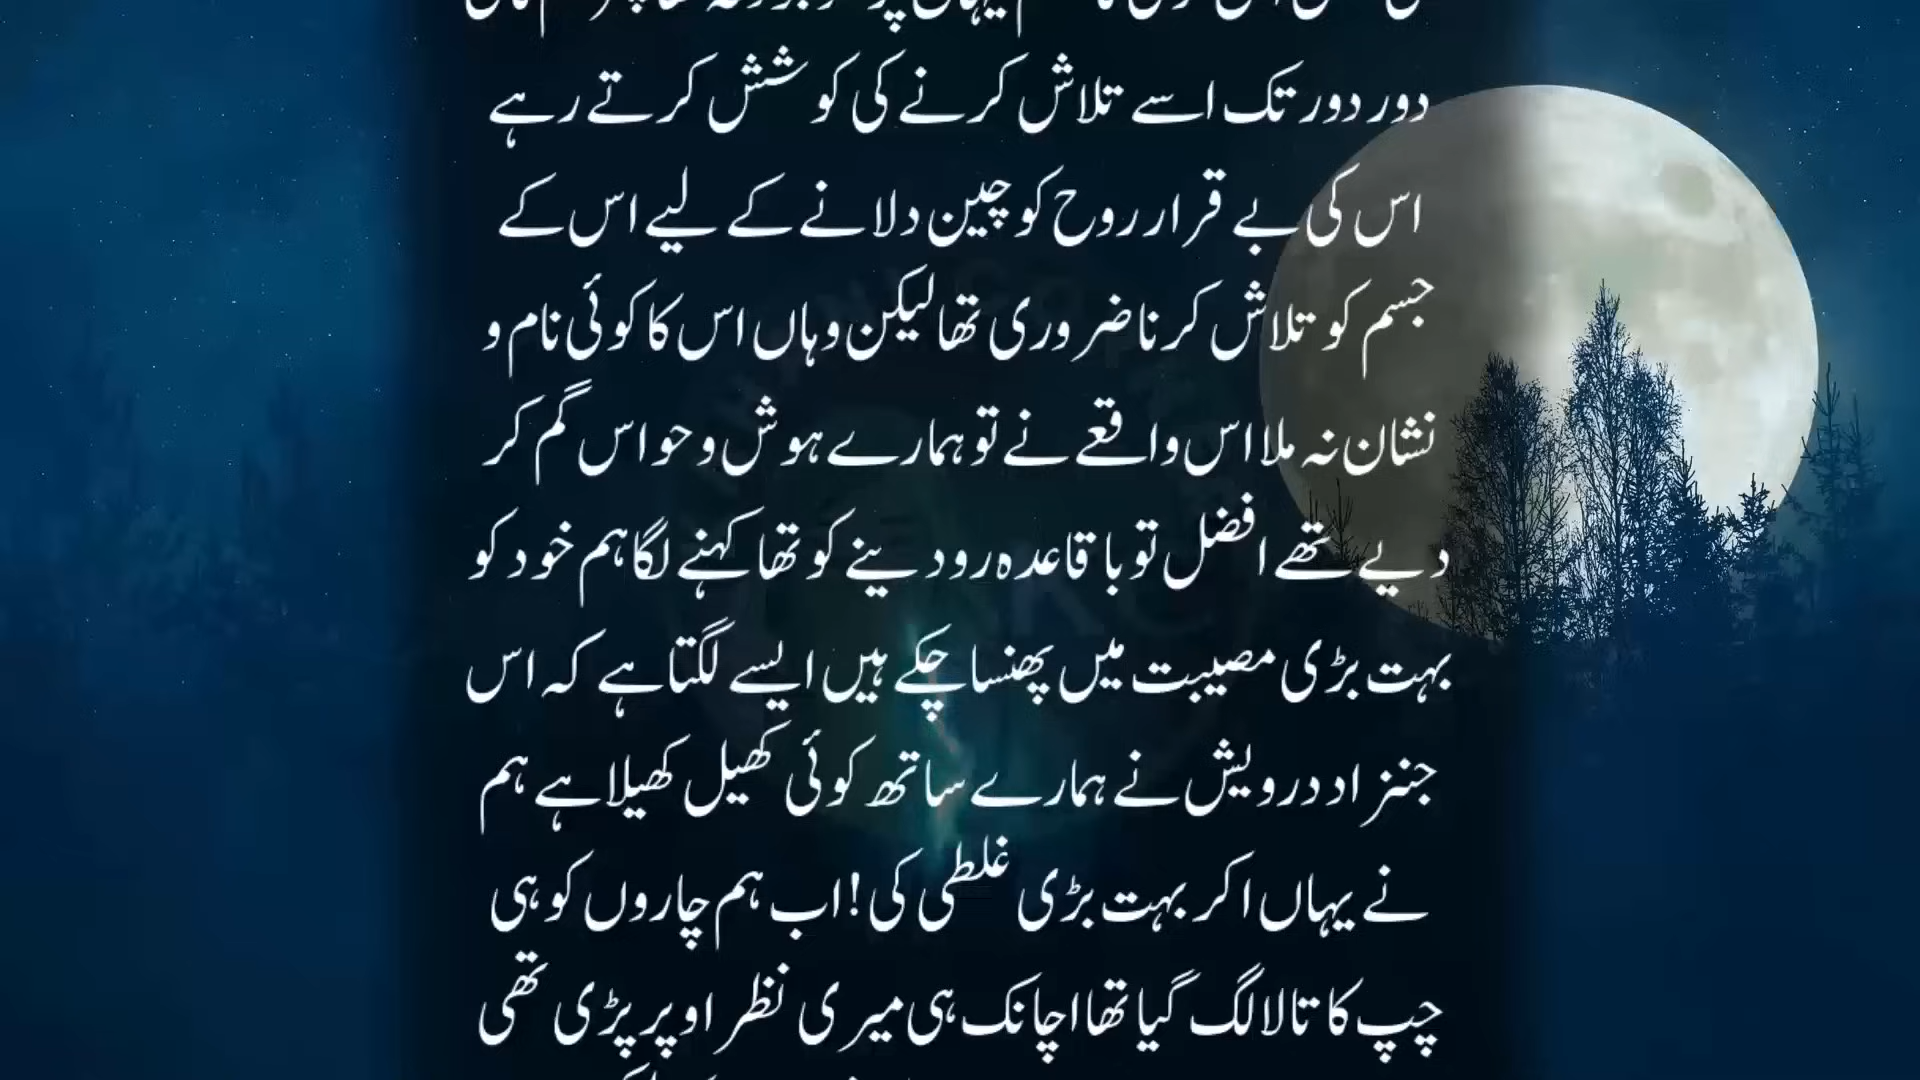 دور دور تک اسے تلاش کرنے کی کوشش کرتے رہے
اس کی بے قرار روح کو چین دلانے کے لیے اس کے
جسم کو تلاش کرنا ضروری تھا لیکن وہاں اس کا کوئی نام و
نشان نہ ملا اس واقعے نے تو ہمارے ہوش و حواس گم کر
دیے تھے افضل تو باقاعدہ رو دینے کو تھا کہنے لگا ہم خود کو
بہت بڑی مصیبت میں پھنسا چکے ہیں ایسے لگتا ہے کہ اس
جننزاد درویش نے ہمارے ساتھ کوئی کھیل کھیلا ہے ہم
نے یہاں اکر بہت بڑی غلطی کی! اب ہم چاروں کو ہی
چپ کا تالا لگ گیا تھا اچانک ہی میری نظر اوپر پڑی تھی